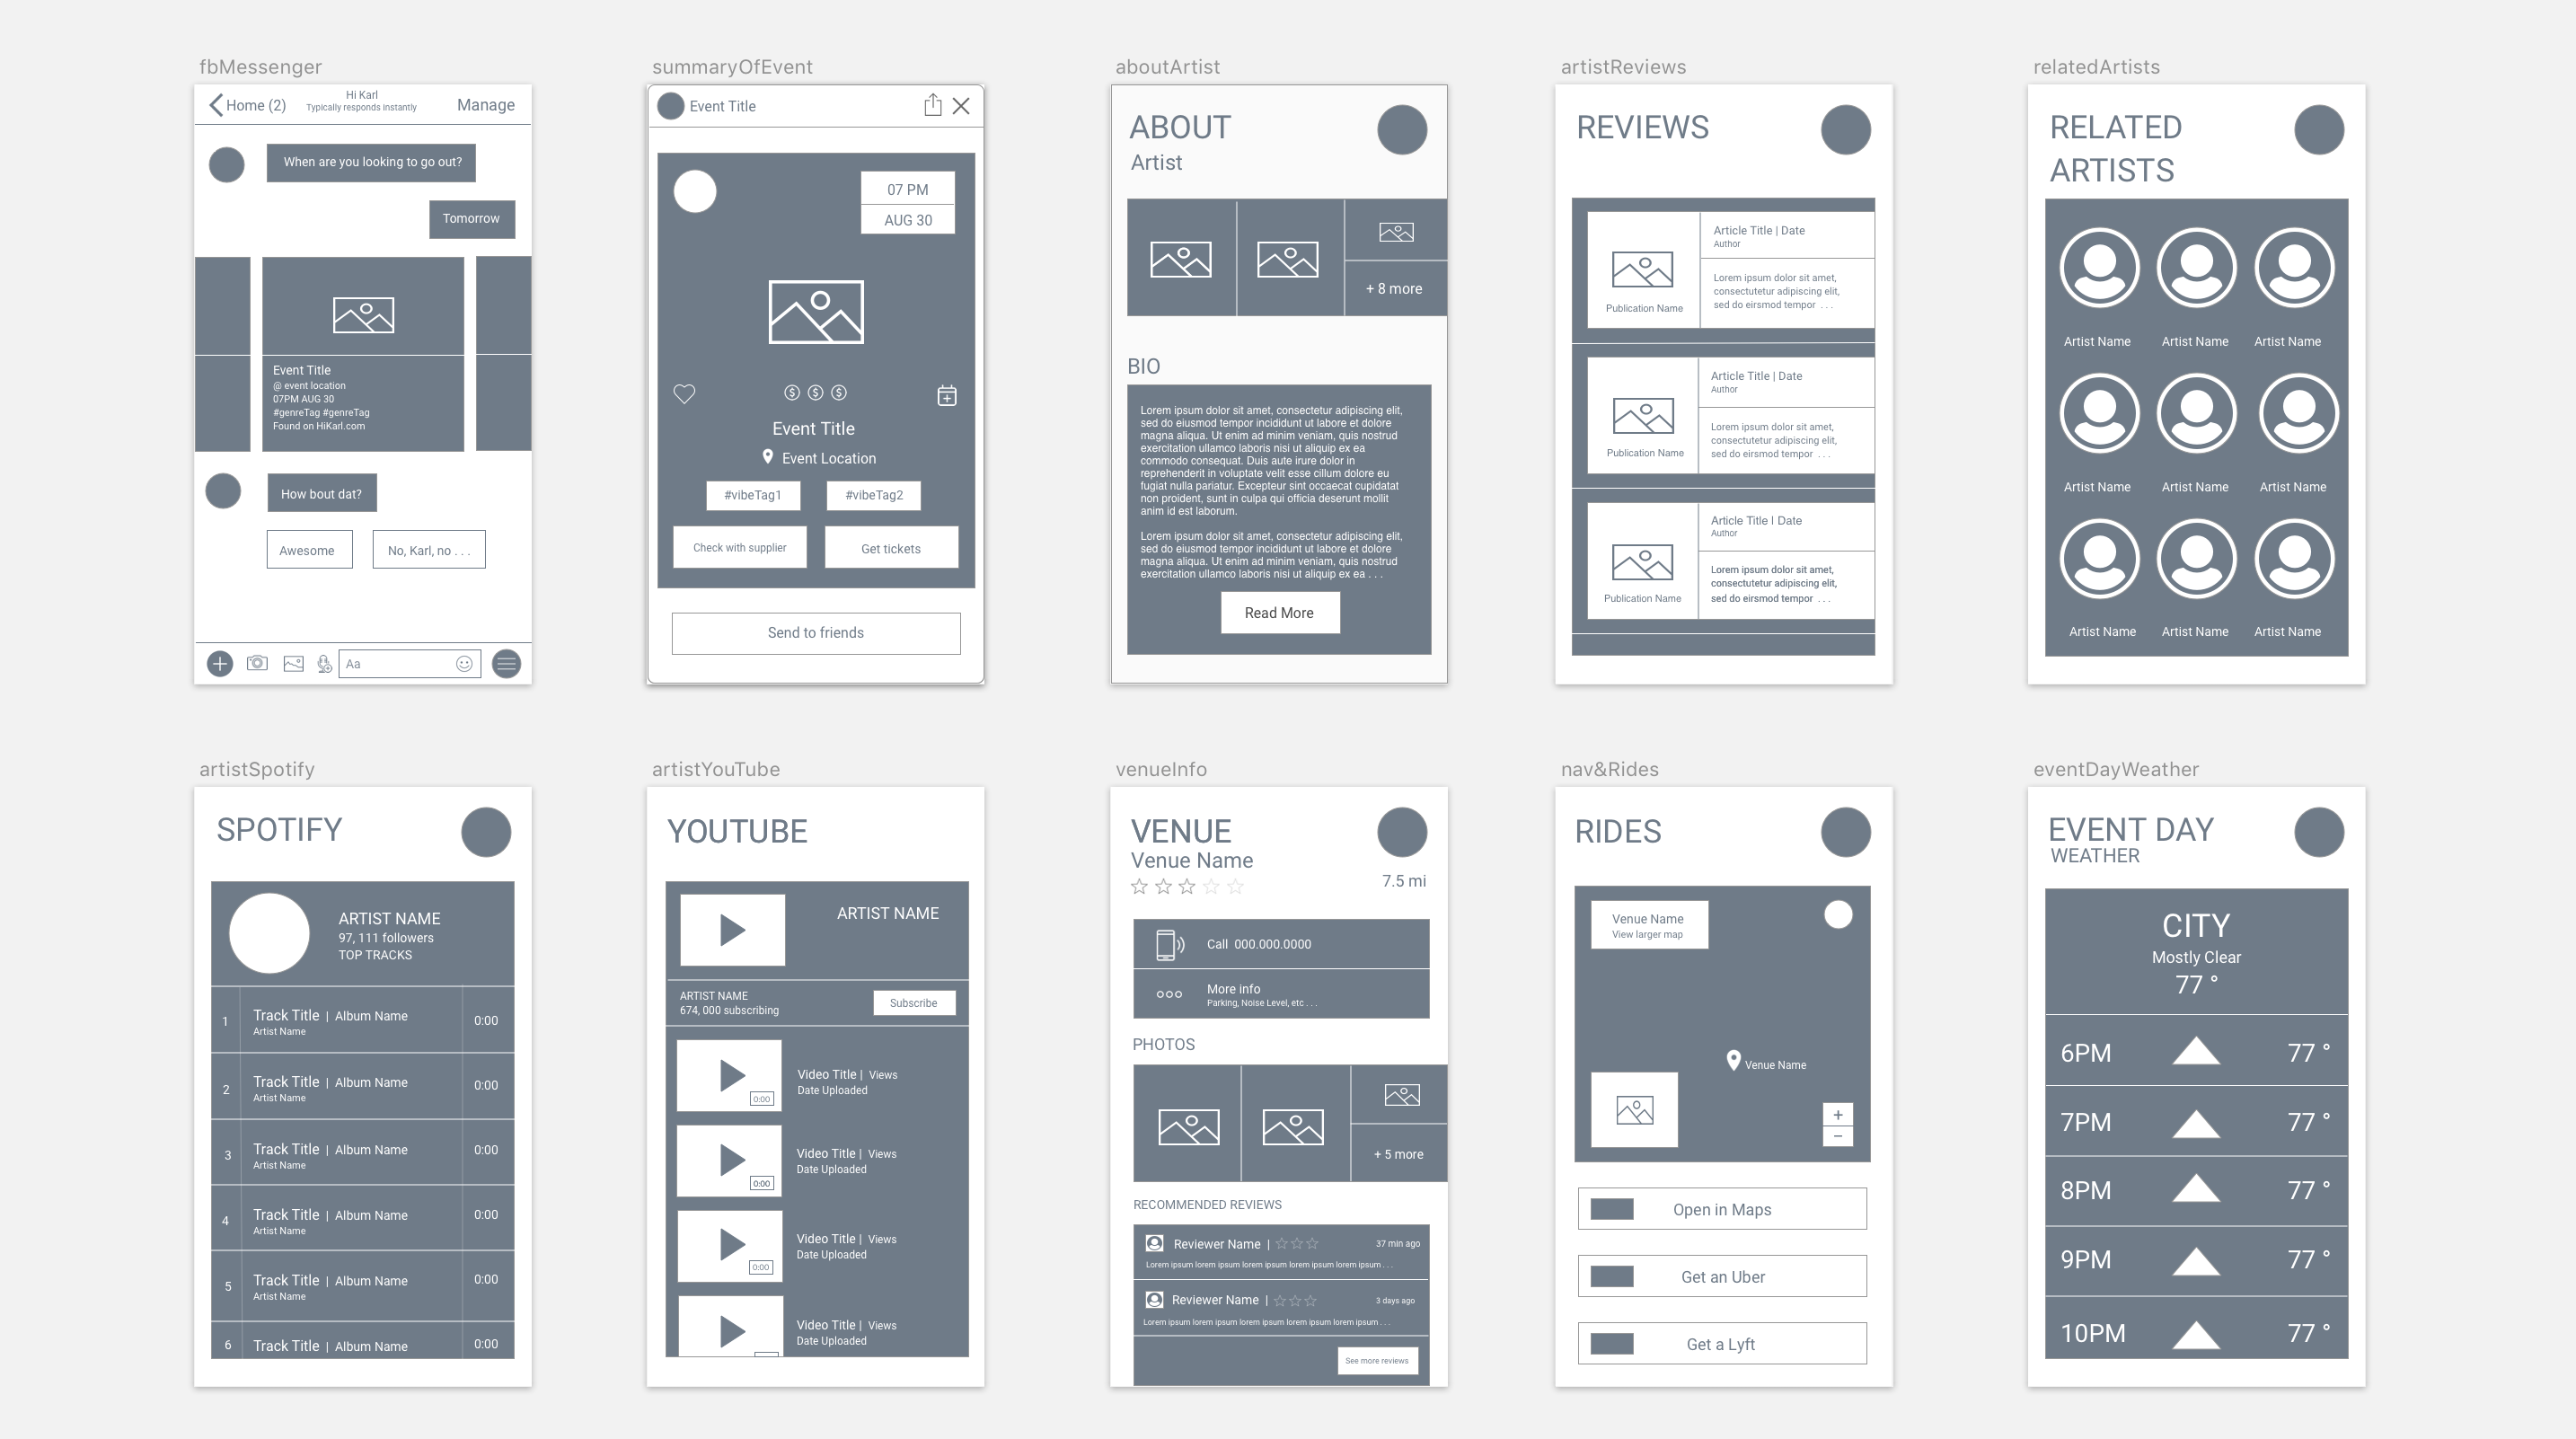 fbMessenger
Home (2)
Hi Karl
Typically responds instantly
Manage
When are you looking to go out?
Tomorrow
Event Title
@ event location
07PM AUG 30
#genreTag #genreTag
Found on HiKarl.com
How bout dat?
Awesome
No, Karl, no . . .
Aa
summaryOfEvent
Event Title
07 PM
AUG 30
Event Title
Event Location
#vibeTag1
#vibeTag2
Check with supplier
Get tickets
Send to friends
aboutArtist
ABOUT
Artist
+ 8 more
BIO
Lorem ipsum dolor sit amet, consectetur adipiscing elit,
sed do eiusmod tempor incididunt ut labore et dolore
magna aliqua. Ut enim ad minim veniam, quis nostrud
exercitation ullamco laboris nisi ut aliquip ex ea
commodo consequat. Duis aute irure dolor in
reprehenderit in voluptate velit esse cillum dolore eu
fugiat nulla pariatur. Excepteur sint occaecat cupidatat
non proident, sunt in culpa qui officia deserunt mollit
anim id est laborum.
Lorem ipsum dolor sit amet, consectetur adipiscing elit,
sed do eiusmod tempor incididunt ut labore et dolore
magna aliqua. Ut enim ad minim veniam, quis nostrud
exercitation ullamco laboris nisi ut aliquip ex ea . . .
Read More
artistReviews
REVIEWS
Publication Name
Article Title | Date
Author
Lorem ipsum dolor sit amet,
consectutetur adipiscing elit,
sed do eirsmod tempor . . .
Publication Name
Article Title | Date
Author
Lorem ipsum dolor sit amet,
consectutetur adipiscing elit,
sed do eirsmod tempor . . .
Publication Name
Article Title | Date
Author
Lorem ipsum dolor sit amet,
consectutetur adipiscing elit,
sed do eirsmod tempor . . .
relatedArtists
RELATED
ARTISTS
Artist Name
Artist Name
Artist Name
Artist Name
Artist Name
Artist Name
Artist Name
Artist Name
Artist Name
artistSpotify
SPOTIFY
ARTIST NAME
97, 111 followers
TOP TRACKS
1
Track Title | Album Name
Artist Name
0:00
2
Track Title | Album Name
Artist Name
0:00
3
Track Title | Album Name
Artist Name
0:00
4
Track Title | Album Name
Artist Name
0:00
5
Track Title | Album Name
Artist Name
0:00
6
Track Title | Album Name
0:00
artistYouTube
YOUTUBE
ARTIST NAME
ARTIST NAME
674, 000 subscribing
Subscribe
0:00
Video Title | Views
Date Uploaded
0:00
Video Title | Views
Date Uploaded
0:00
Video Title | Views
Date Uploaded
Video Title | Views
Date Uploaded
venueInfo
VENUE
Venue Name
7.5 mi
Call 000.000.0000
More info
Parking, Noise Level, etc . . .
PHOTOS
+ 5 more
RECOMMENDED REVIEWS
Reviewer Name |
37 min ago
Lorem ipsum lorem ipsum lorem ipsum lorem ipsum lorem ipsum . . .
Reviewer Name |
3 days ago
Lorem ipsum lorem ipsum lorem ipsum lorem ipsum lorem ipsum . . .
See more reviews
nav&Rides
RIDES
Venue Name
View larger map
Venue Name
+
−
Open in Maps
Get an Uber
Get a Lyft
eventDayWeather
EVENT DAY
WEATHER
CITY
Mostly Clear
77 °
6PM
77 °
7PM
77 °
8PM
77 °
9PM
77 °
10PM
77 °